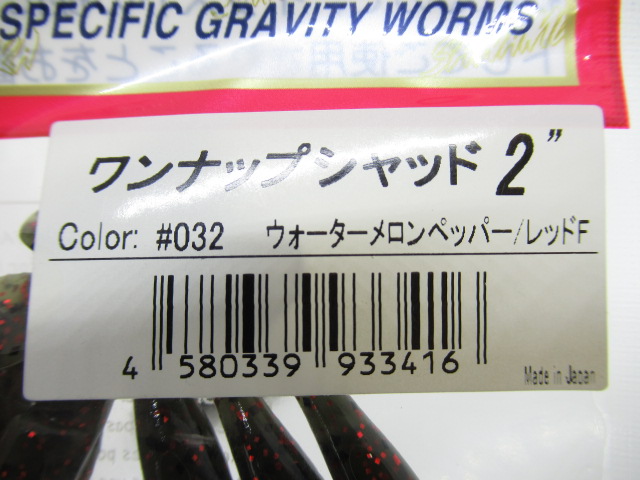 SPECIFIC GRAVITY WORMS
ワンナップシャッド 2"
Color: #032 ウォーターメロンペッパー/レッドF
4 580339 933416
Made in Japan